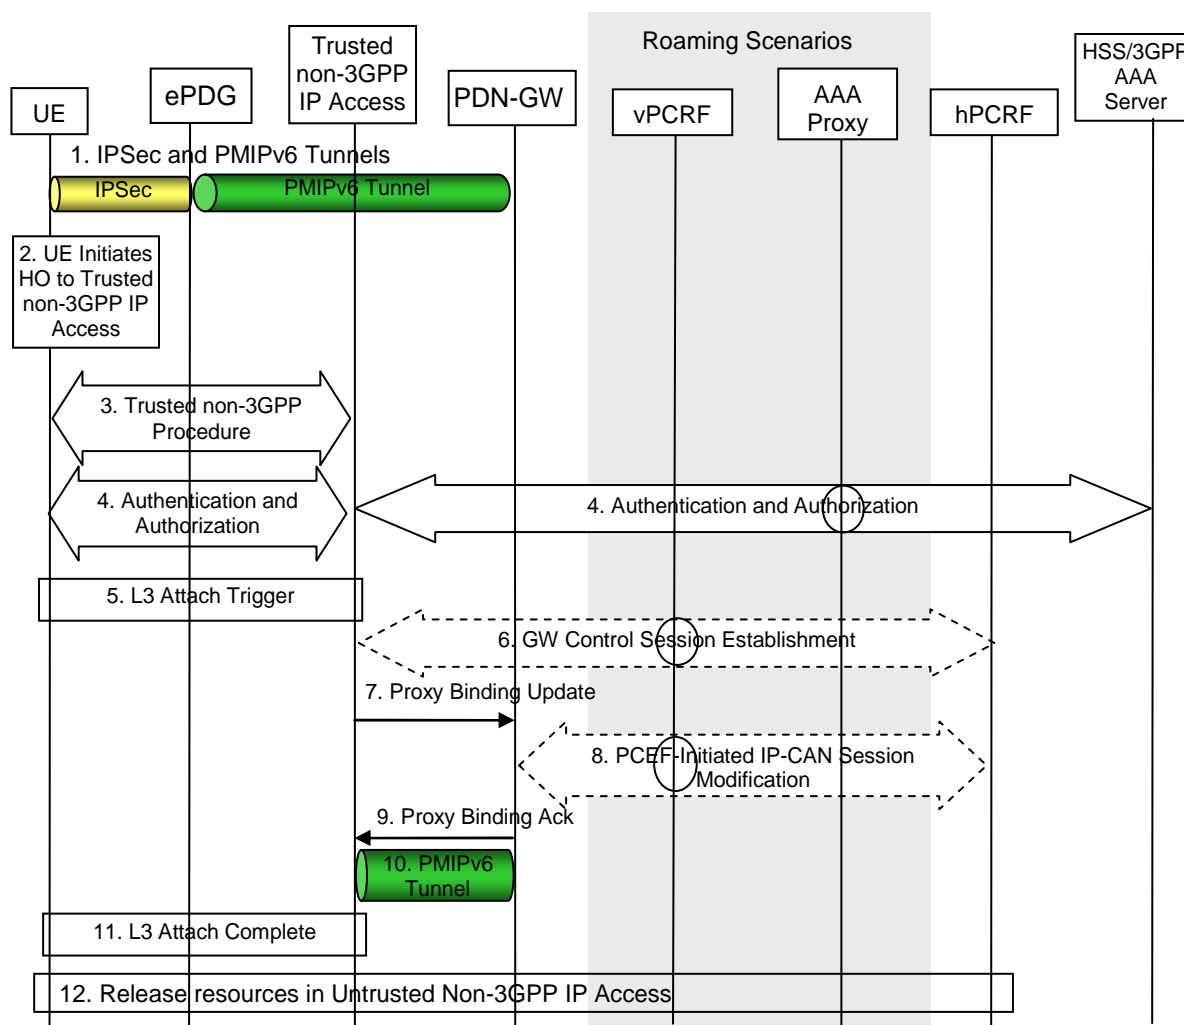 Roaming Scenarios
UE
ePDG
Trusted
non-3GPP
IP Access
PDN-GW
vPCRF
AAA
Proxy
hPCRF
HSS/3GPP
AAA
Server
1. IPSec and PMIPv6 Tunnels
IPSec
PMIPv6 Tunnel
2. UE Initiates
HO to Trusted
non-3GPP IP
Access
3. Trusted non-3GPP
Procedure
4. Authentication and
Authorization
4. Authentication and Authorization
5. L3 Attach Trigger
6. GW Control Session Establishment
7. Proxy Binding Update
8. PCEF-Initiated IP-CAN Session
Modification
9. Proxy Binding Ack
10. PMIPv6
Tunnel
11. L3 Attach Complete
12. Release resources in Untrusted Non-3GPP IP Access